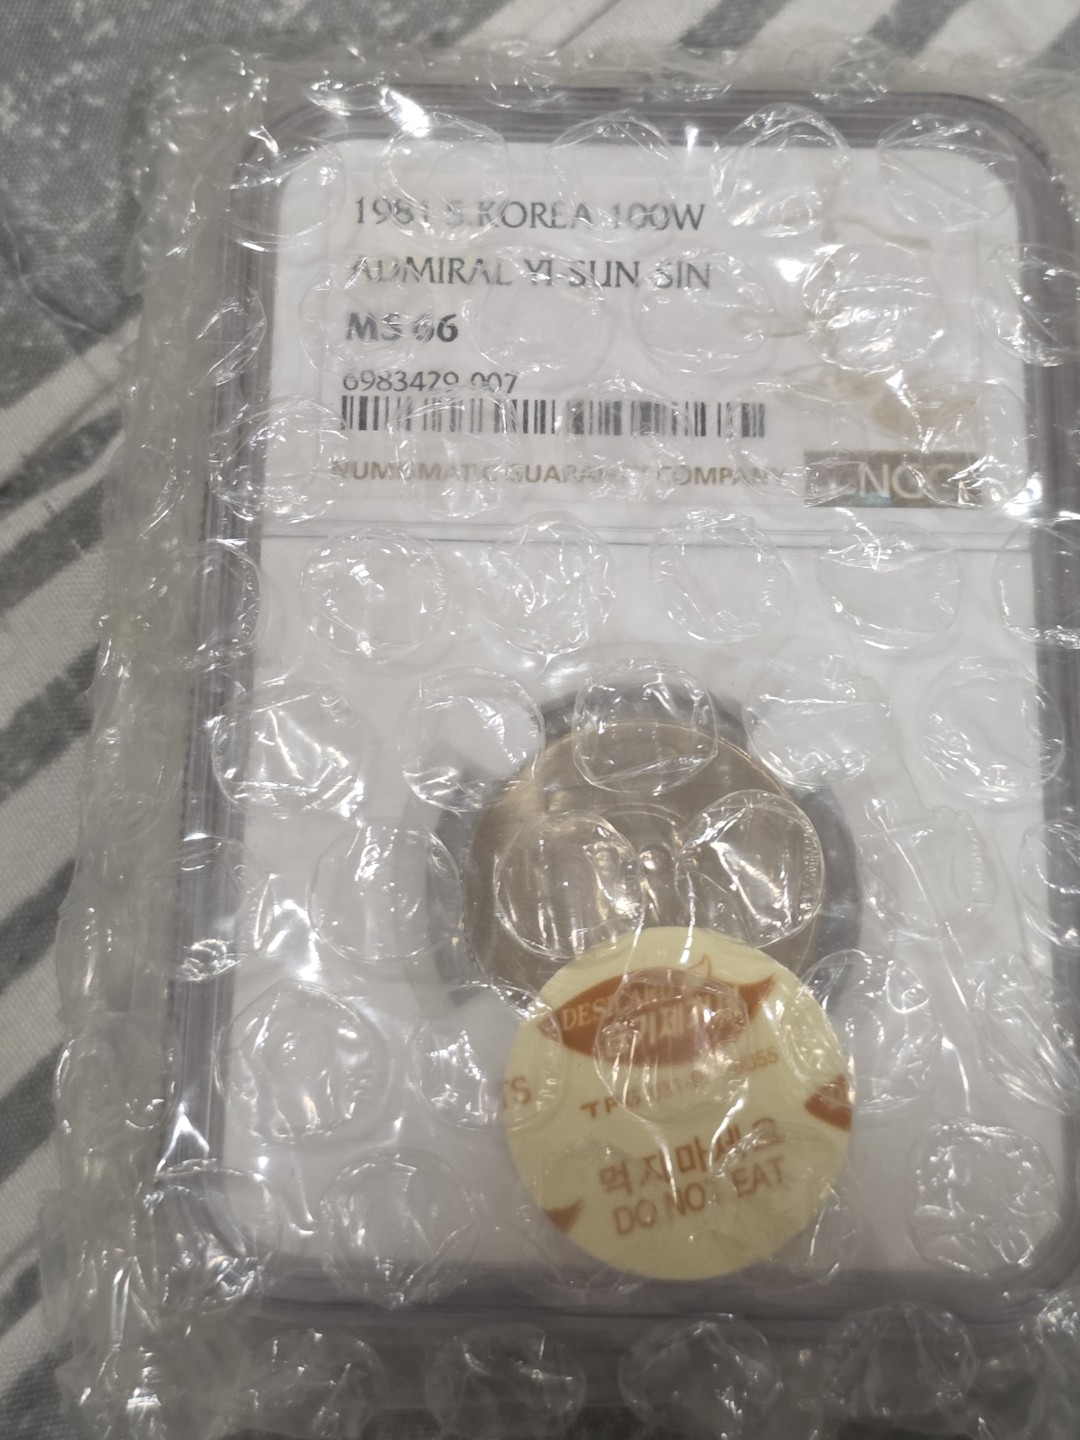 1981 S.KOREA 100W
ADMIRAL YI-SUN SIN
MS 66
6983429-007
NUMISMATIC GUARANTY COMPANY
NGC
TS
먹지마세요
DO NOT EAT